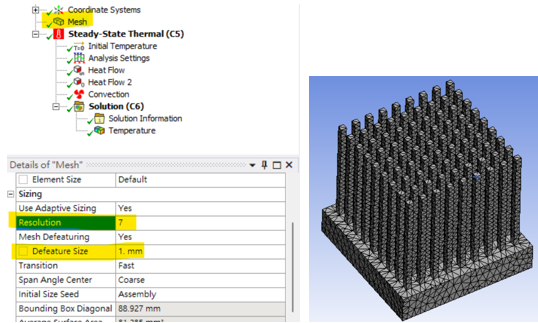 Coordinate Systems
Mesh
Steady-State Thermal (C5)
T=0 Initial Temperature
Analysis Settings
Heat Flow
Heat Flow 2
Convection
Solution (C6)
Solution Information
Temperature
Details of "Mesh"
Element Size Default
Sizing
Use Adaptive Sizing Yes
Resolution 7
Mesh Defeaturing Yes
Defeature Size 1. mm
Transition Fast
Span Angle Center Coarse
Initial Size Seed Assembly
Bounding Box Diagonal 88.927 mm
Average Surface Area